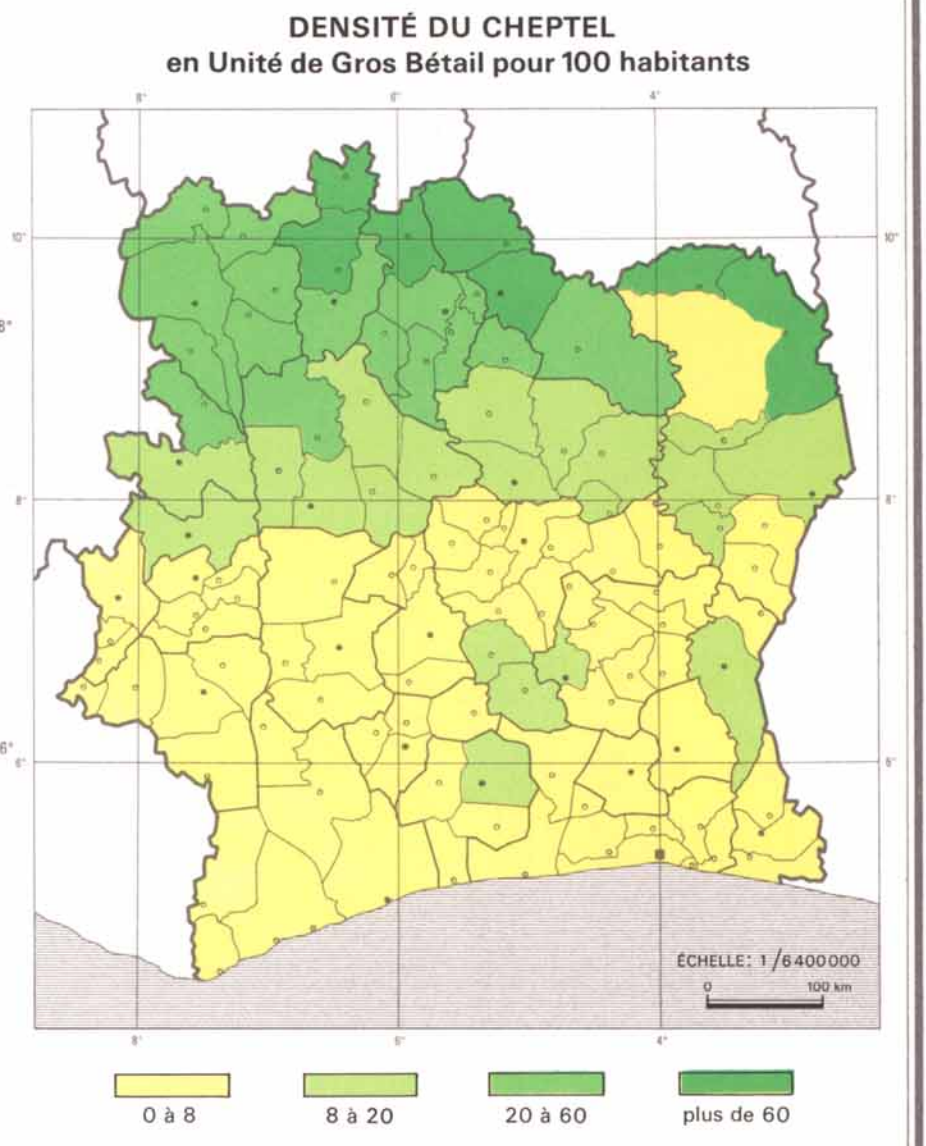 DENSITÉ DU CHEPTEL
en Unité de Gros Bétail pour 100 habitants
8° 6° 4°
10° 10°
8°
8° 8°
6° 6°
ÉCHELLE: 1/6400000
0 100 km
8° 6° 4°
0 à 8 8 à 20 20 à 60 plus de 60